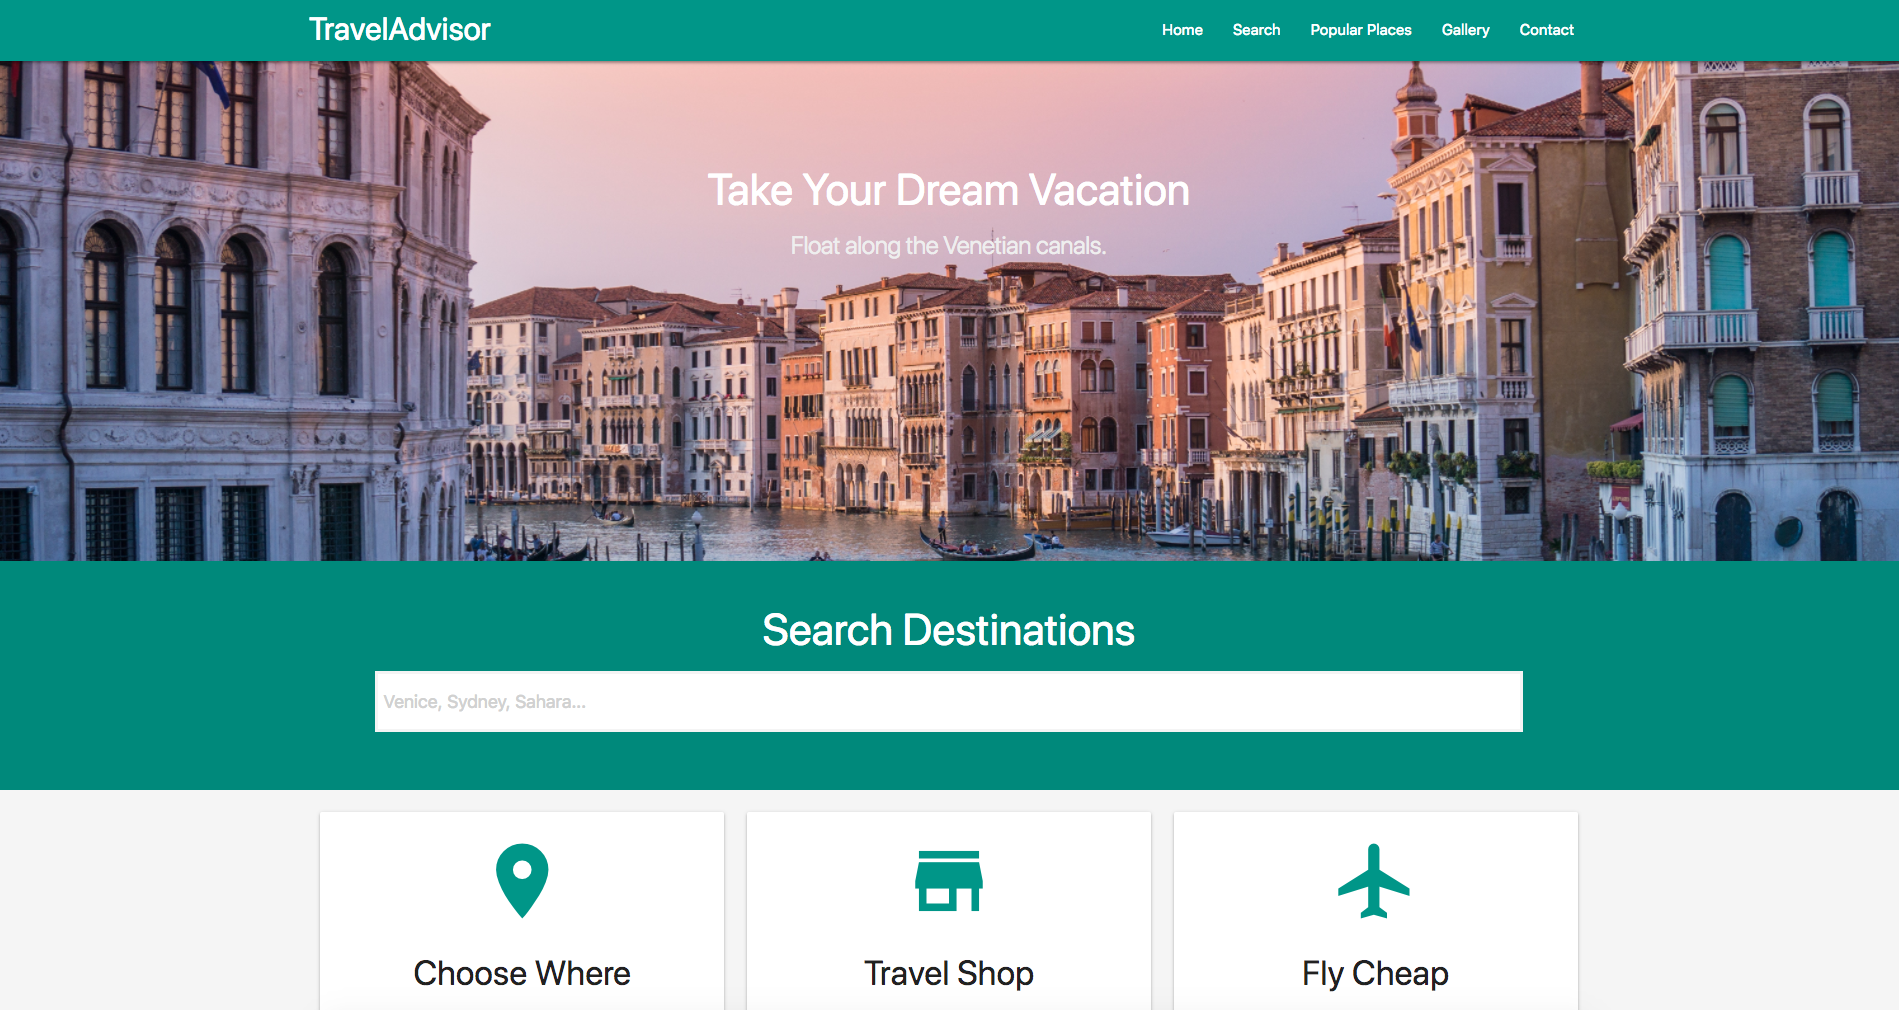 TravelAdvisor
Home Search Popular Places Gallery Contact
Take Your Dream Vacation
Float along the Venetian canals.
Search Destinations
Venice, Sydney, Sahara...
Choose Where
Travel Shop
Fly Cheap